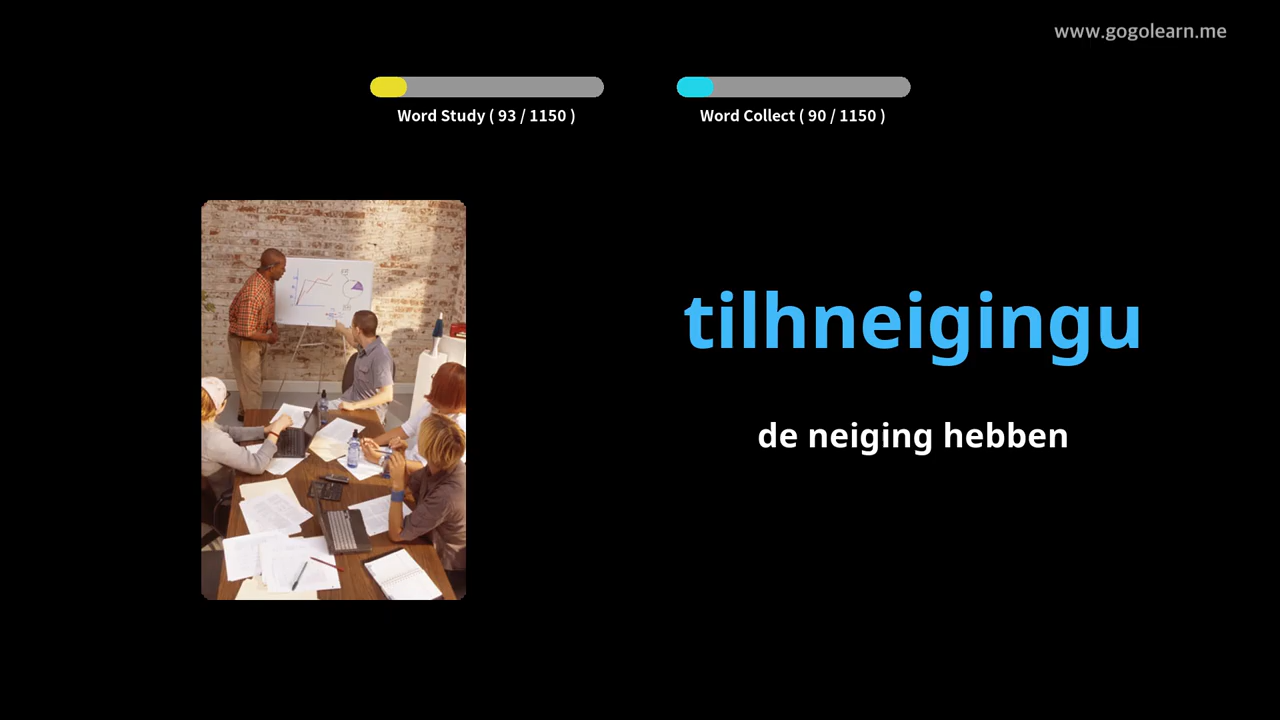 www.gogolearn.me
Word Study ( 93 / 1150 )
Word Collect ( 90 / 1150 )
tilhneigingu
de neiging hebben